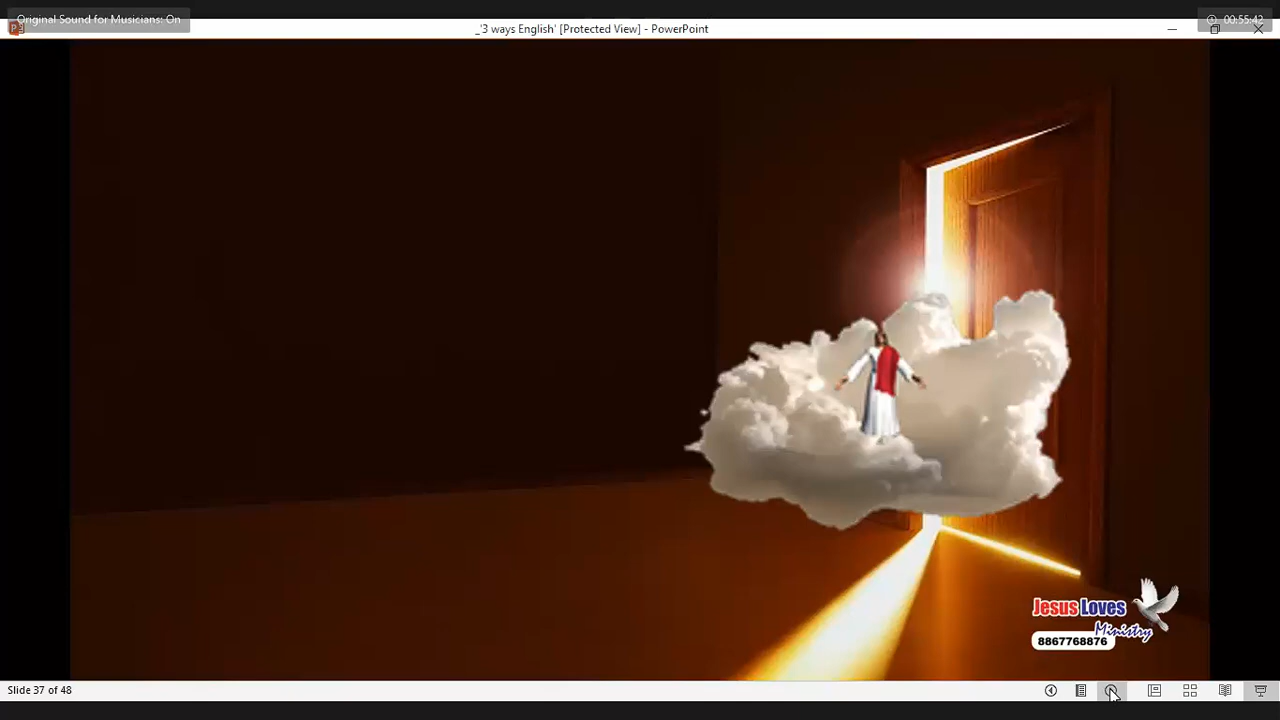 Original Sound for Musicians: On
00:55:42
_'3 ways English' [Protected View] - PowerPoint
Jesus Loves
Ministry
8867768876
Slide 37 of 48